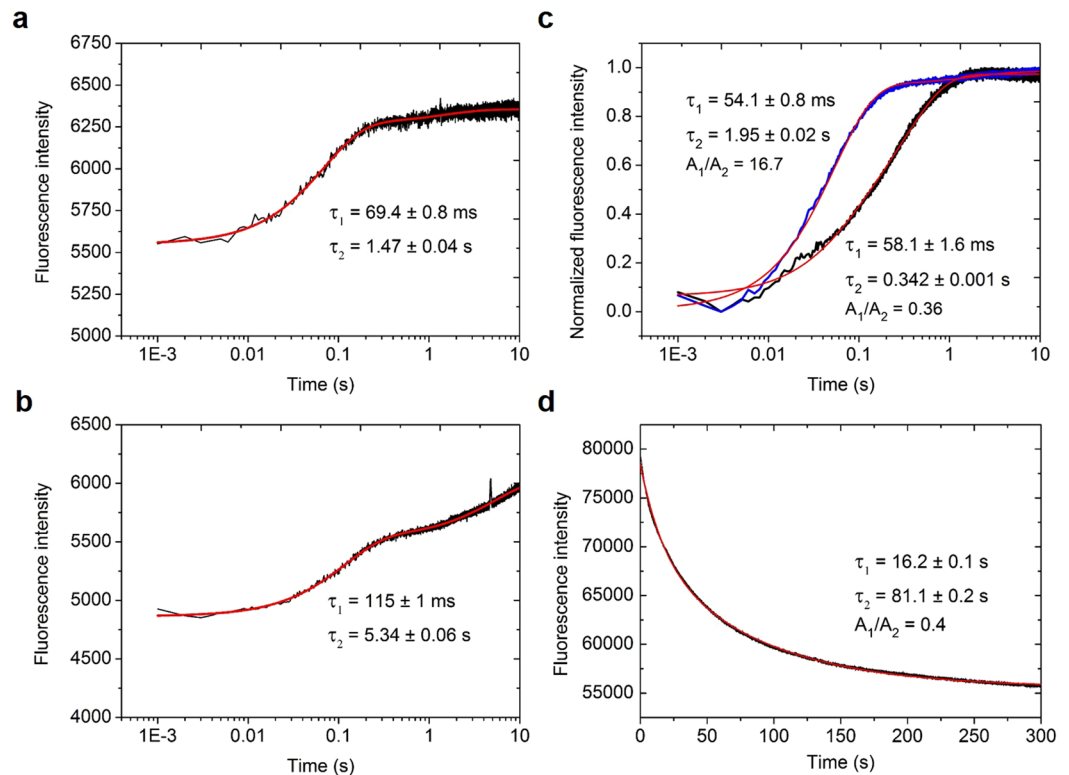 a
Fluorescence intensity
6750
6500
6250
6000
5750
5500
5250
5000
τ₁ = 69.4 ± 0.8 ms
τ₂ = 1.47 ± 0.04 s
1E-3 0.01 0.1 1 10
Time (s)
b
Fluorescence intensity
6500
6000
5500
5000
4500
4000
τ₁ = 115 ± 1 ms
τ₂ = 5.34 ± 0.06 s
1E-3 0.01 0.1 1 10
Time (s)
c
Normalized fluorescence intensity
1.0
0.8
0.6
0.4
0.2
0.0
τ₁ = 54.1 ± 0.8 ms
τ₂ = 1.95 ± 0.02 s
A₁/A₂ = 16.7
τ₁ = 58.1 ± 1.6 ms
τ₂ = 0.342 ± 0.001 s
A₁/A₂ = 0.36
1E-3 0.01 0.1 1 10
Time (s)
d
Fluorescence intensity
80000
75000
70000
65000
60000
55000
τ₁ = 16.2 ± 0.1 s
τ₂ = 81.1 ± 0.2 s
A₁/A₂ = 0.4
0 50 100 150 200 250 300
Time (s)